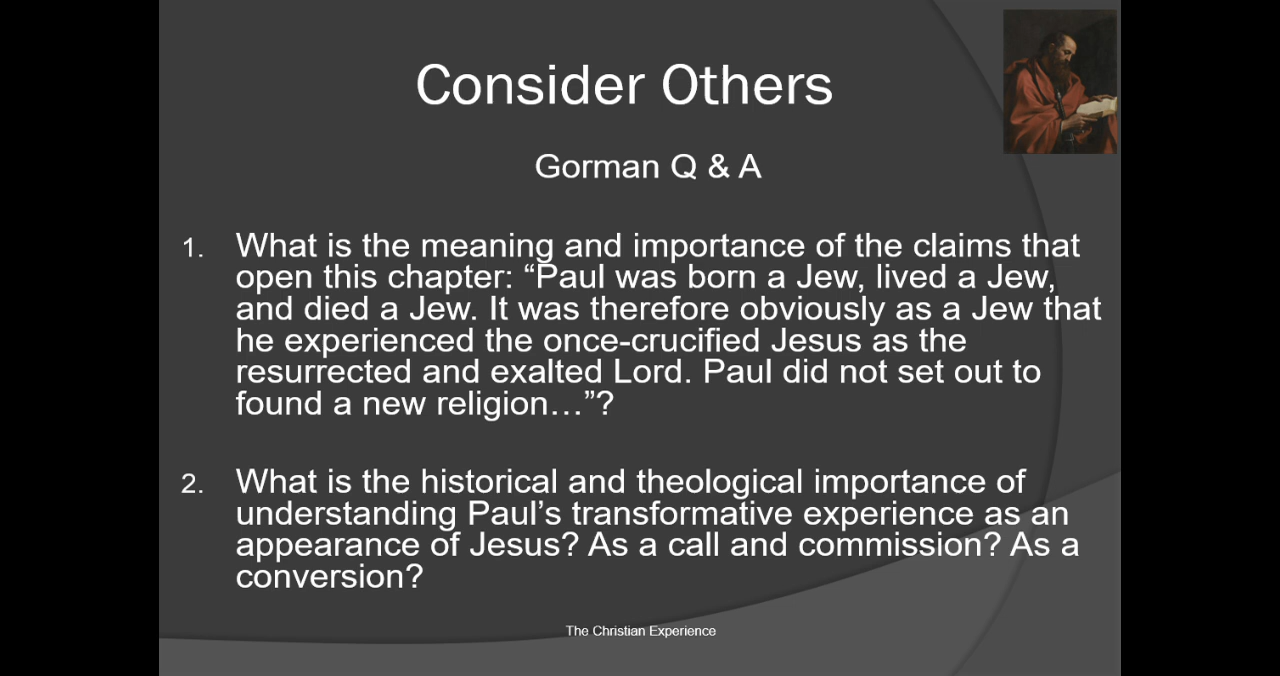 Consider Others
Gorman Q & A
1. What is the meaning and importance of the claims that
open this chapter: “Paul was born a Jew, lived a Jew,
and died a Jew. It was therefore obviously as a Jew that
he experienced the once-crucified Jesus as the
resurrected and exalted Lord. Paul did not set out to
found a new religion…”?
2. What is the historical and theological importance of
understanding Paul’s transformative experience as an
appearance of Jesus? As a call and commission? As a
conversion?
The Christian Experience